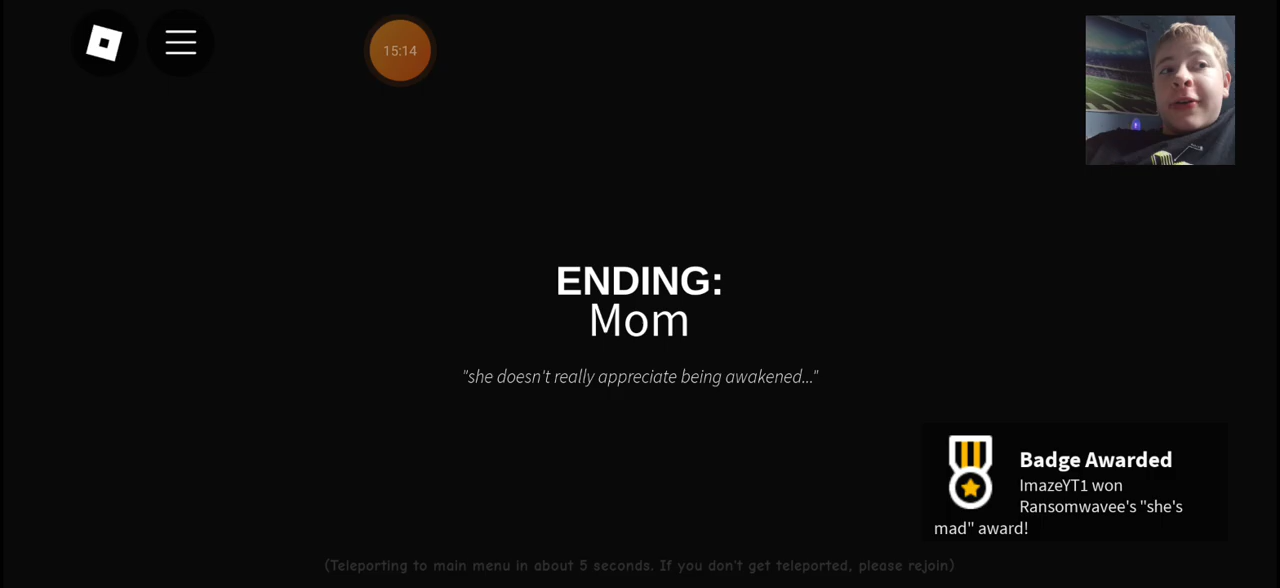 15:14
ENDING:
Mom
"she doesn't really appreciate being awakened..."
Badge Awarded
ImazeYT1 won
Ransomwavee's "she's
mad" award!
(Teleporting to main menu in about 5 seconds. If you don't get teleported, please rejoin)